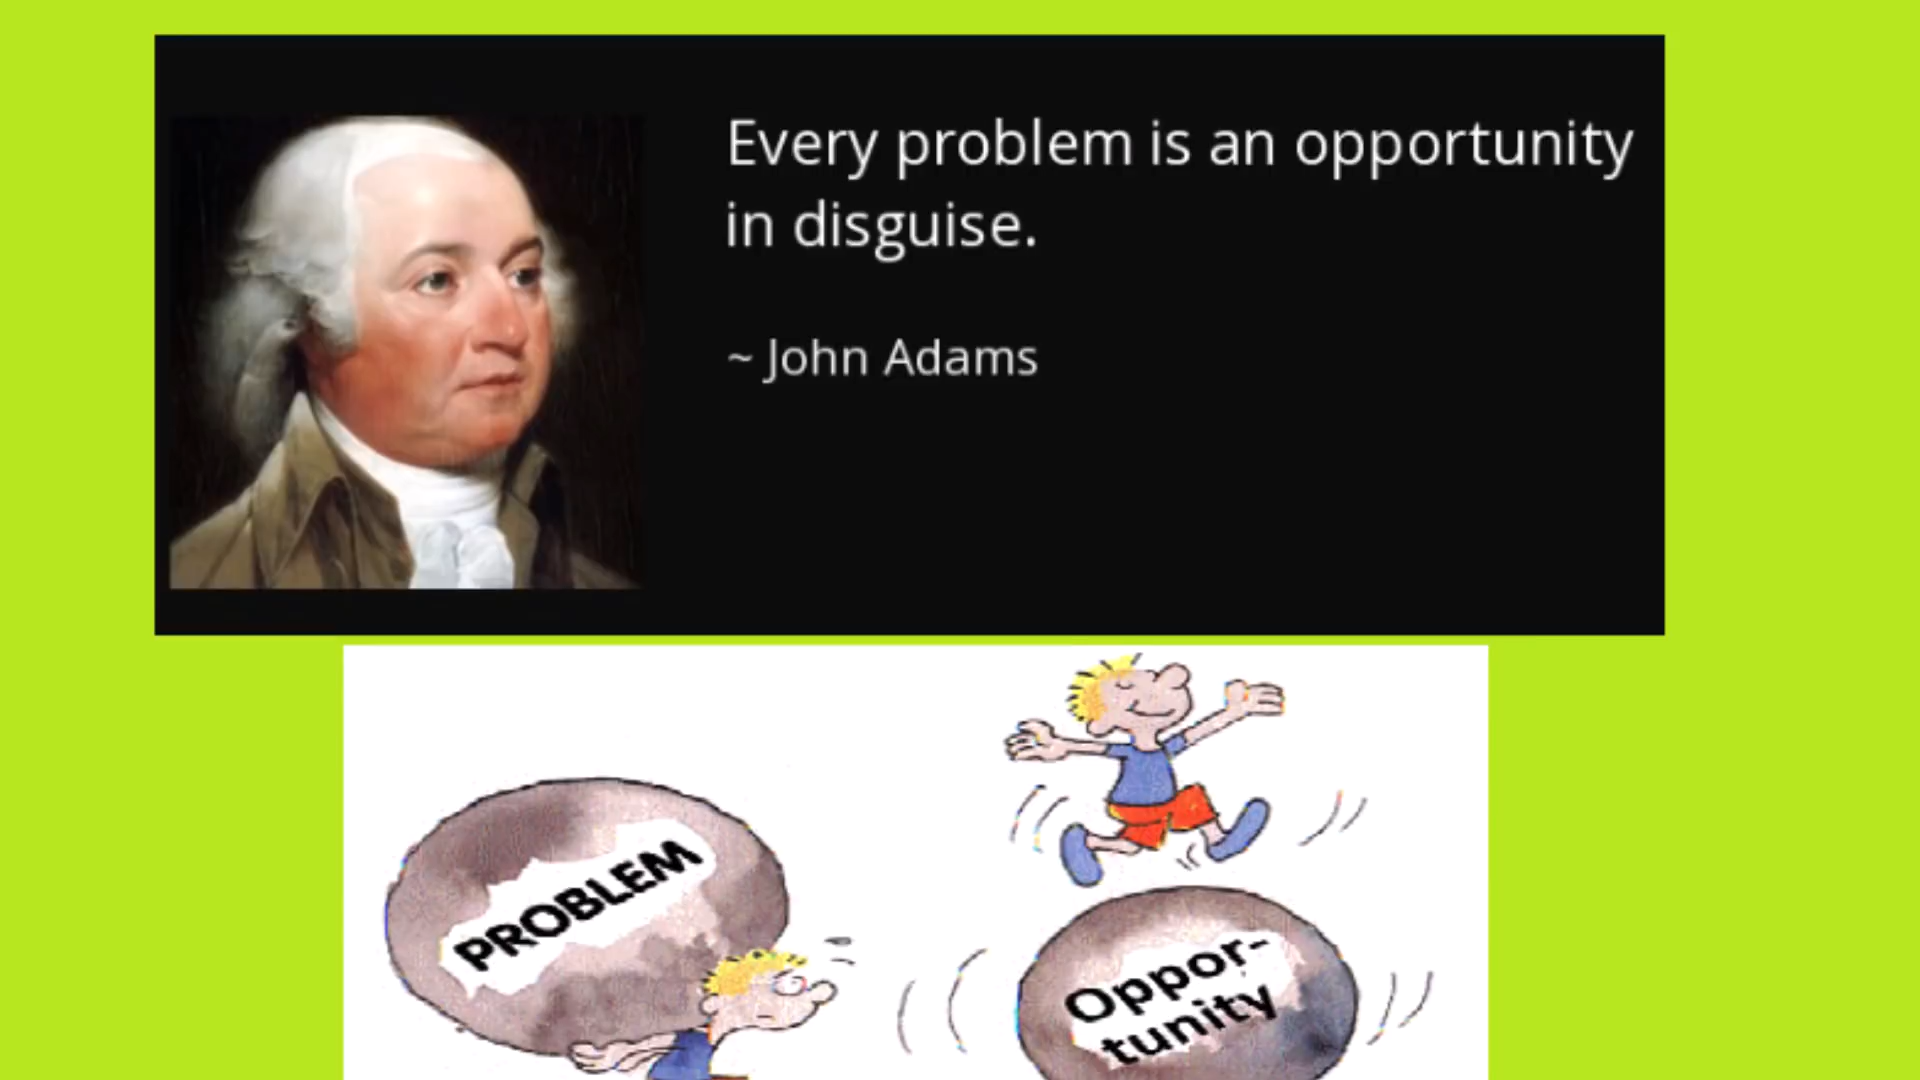 Every problem is an opportunity
in disguise.
~ John Adams
PROBLEM
Oppor-
tunity